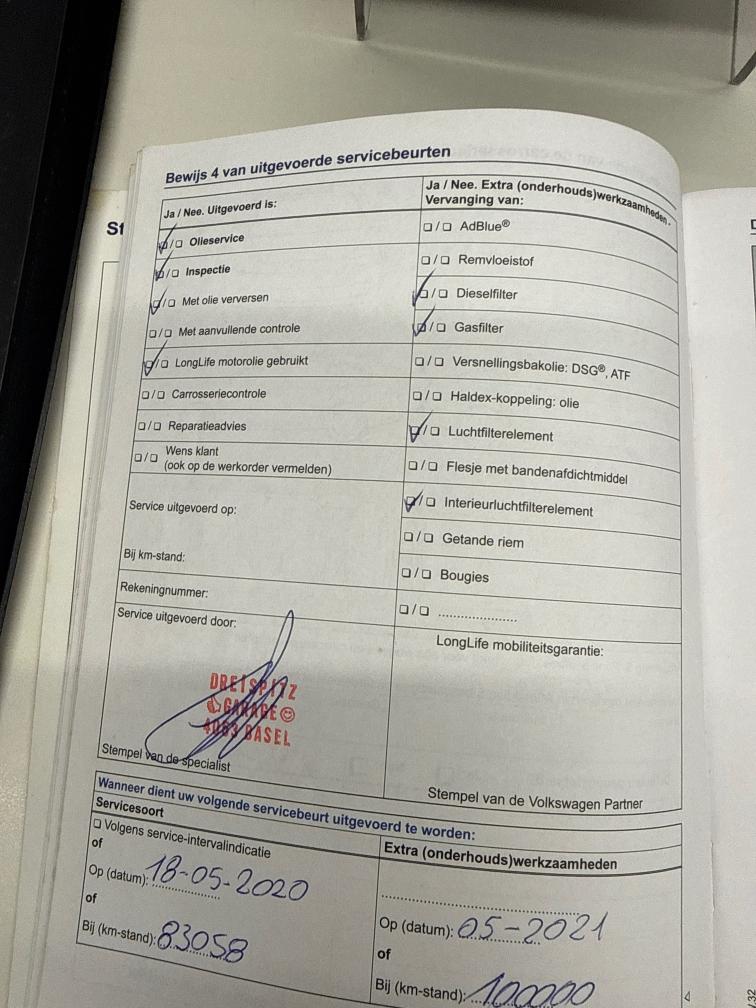 Bewijs 4 van uitgevoerde servicebeurten
Ja / Nee. Uitgevoerd is:
☑/☐ Olieservice
☑/☐ Inspectie
☑/☐ Met olie verversen
☐/☐ Met aanvullende controle
☑/☐ LongLife motorolie gebruikt
☐/☐ Carrosseriecontrole
☐/☐ Reparatieadvies
☐/☐ Wens klant
(ook op de werkorder vermelden)
Service uitgevoerd op:
Bij km-stand:
Rekeningnummer:
Service uitgevoerd door:
DREISPITZ
GARAGE
BASEL
Stempel van de specialist
Ja / Nee. Extra (onderhouds)werkzaamheden.
Vervanging van:
☐/☐ AdBlue®
☐/☐ Remvloeistof
☑/☐ Dieselfilter
☑/☐ Gasfilter
☐/☐ Versnellingsbakolie: DSG®, ATF
☐/☐ Haldex-koppeling: olie
☑/☐ Luchtfilterelement
☐/☐ Flesje met bandenafdichtmiddel
☑/☐ Interieurluchtfilterelement
☐/☐ Getande riem
☐/☐ Bougies
☐/☐ ....................
LongLife mobiliteitsgarantie:
Stempel van de Volkswagen Partner
Wanneer dient uw volgende servicebeurt uitgevoerd te worden:
Servicesoort
☐ Volgens service-intervalindicatie
of
Op (datum): 18-05-2020
of
Bij (km-stand): 83058
Extra (onderhouds)werkzaamheden
Op (datum): 05-2021
of
Bij (km-stand): 100000